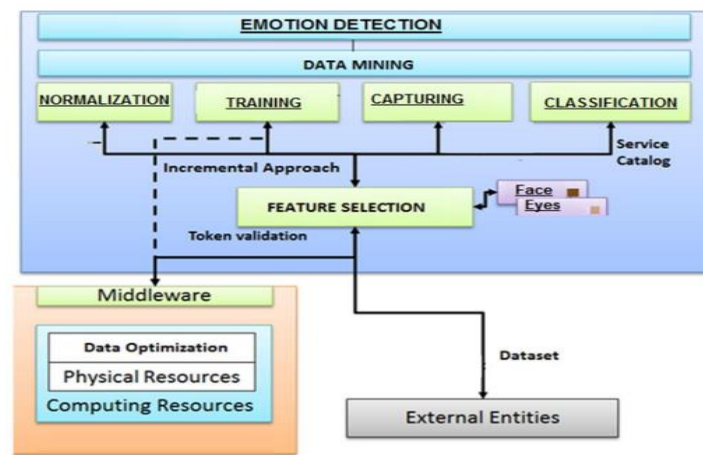 EMOTION DETECTION
DATA MINING
NORMALIZATION
TRAINING
CAPTURING
CLASSIFICATION
Service
Catalog
Incremental Approach
FEATURE SELECTION
Face
Eyes
Token validation
Middleware
Data Optimization
Physical Resources
Computing Resources
Dataset
External Entities